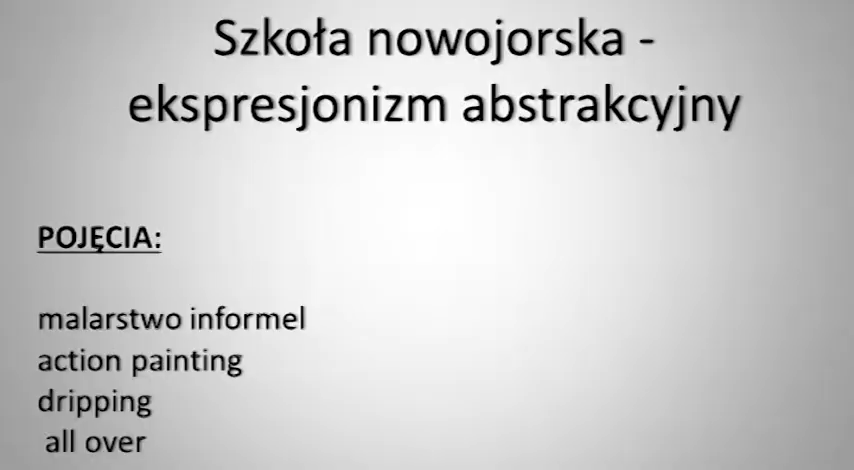 Szkoła nowojorska -
ekspresjonizm abstrakcyjny
POJĘCIA:
malarstwo informel
action painting
dripping
all over